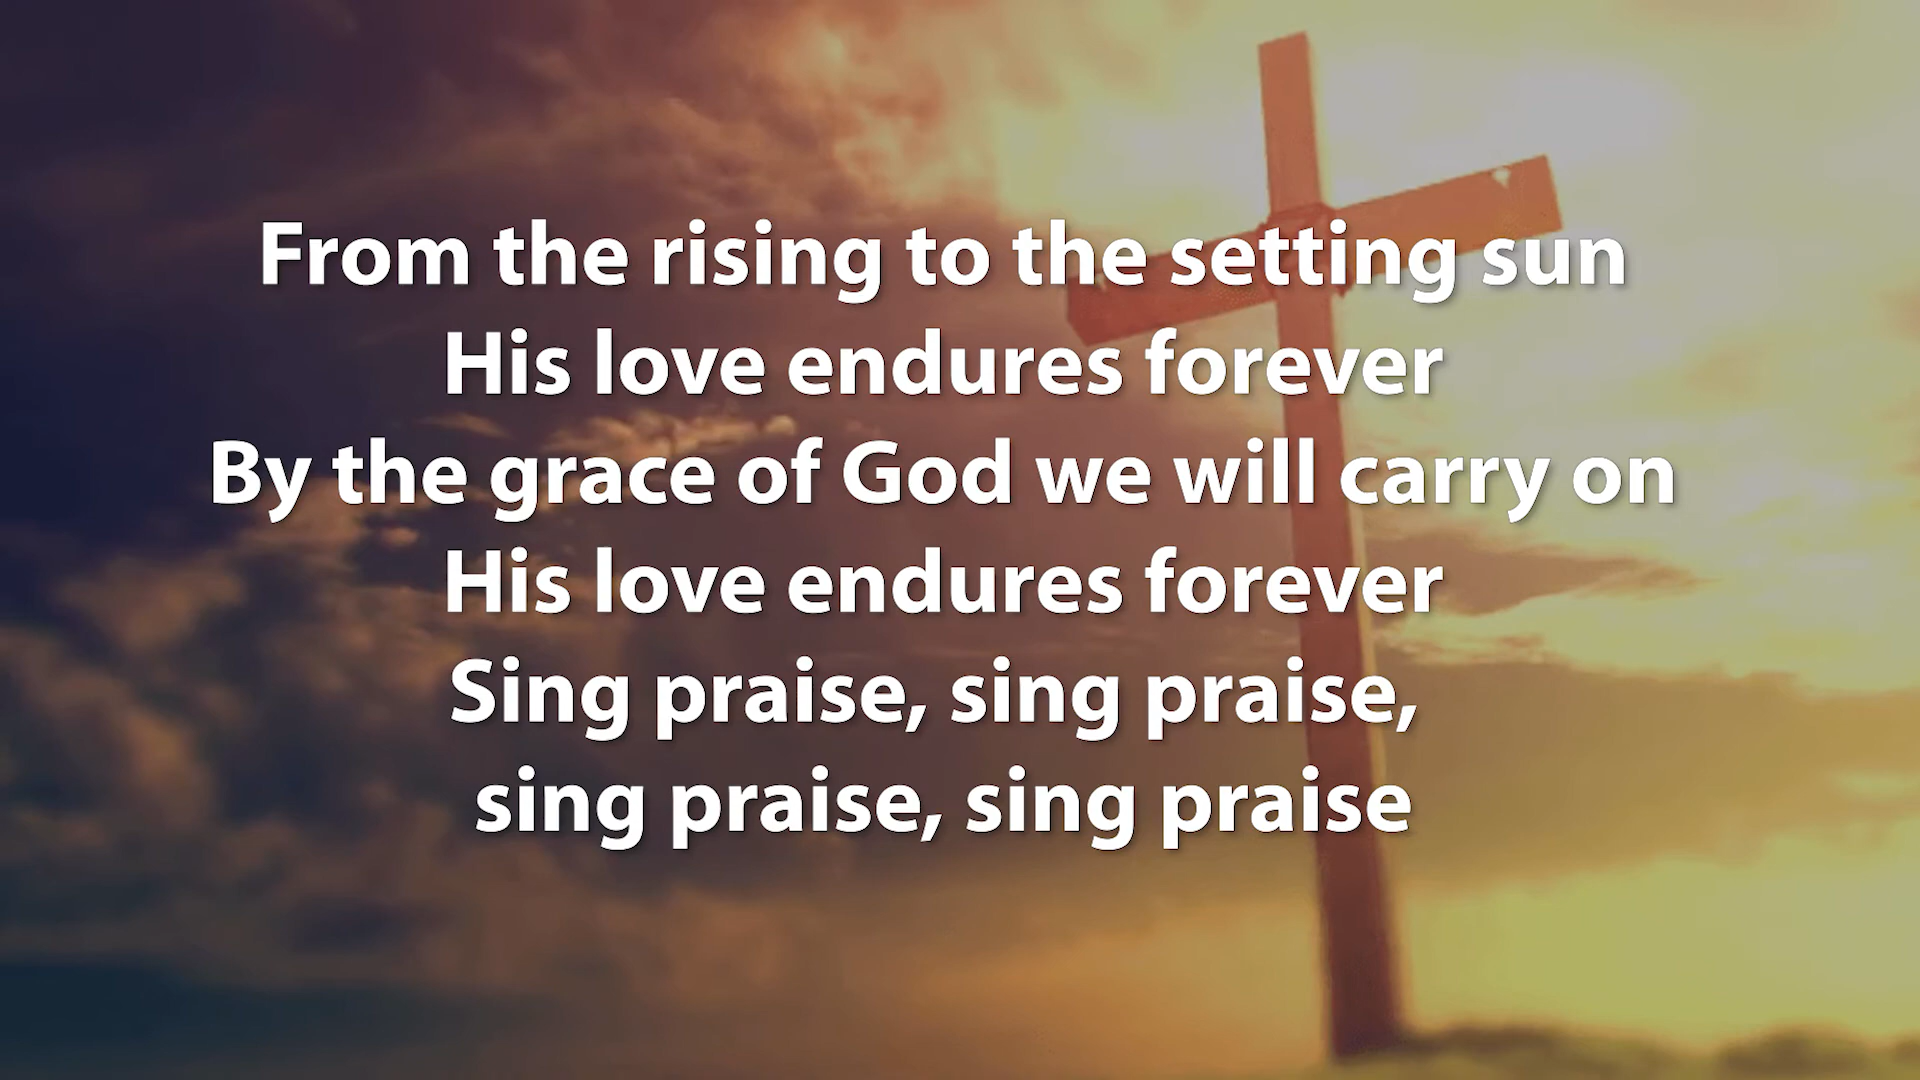 From the rising to the setting sun
His love endures forever
By the grace of God we will carry on
His love endures forever
Sing praise, sing praise,
sing praise, sing praise